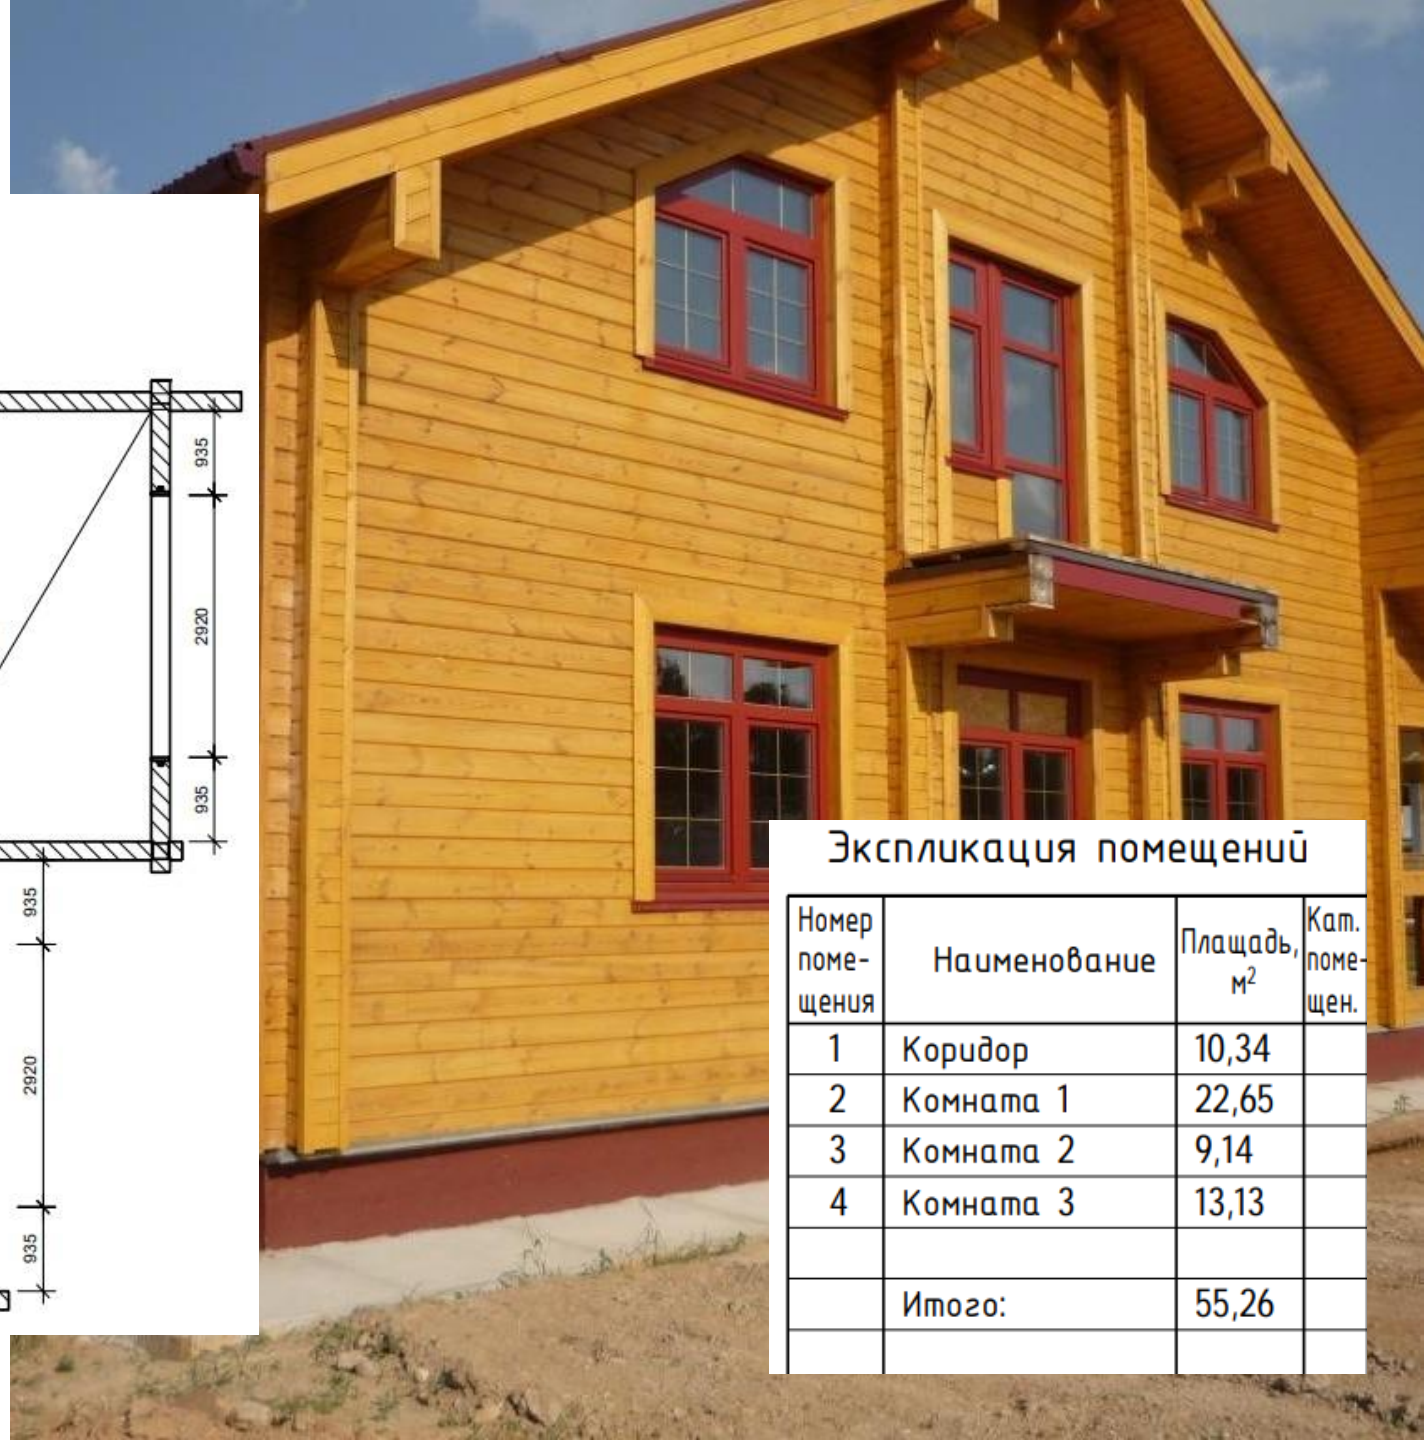 935
2920
935
935
2920
935
Экспликация помещений
Номер поме- щения Наименование Плащадь, м² Кат. поме- щен.
1 Коридор 10,34
2 Комната 1 22,65
3 Комната 2 9,14
4 Комната 3 13,13
Итого: 55,26